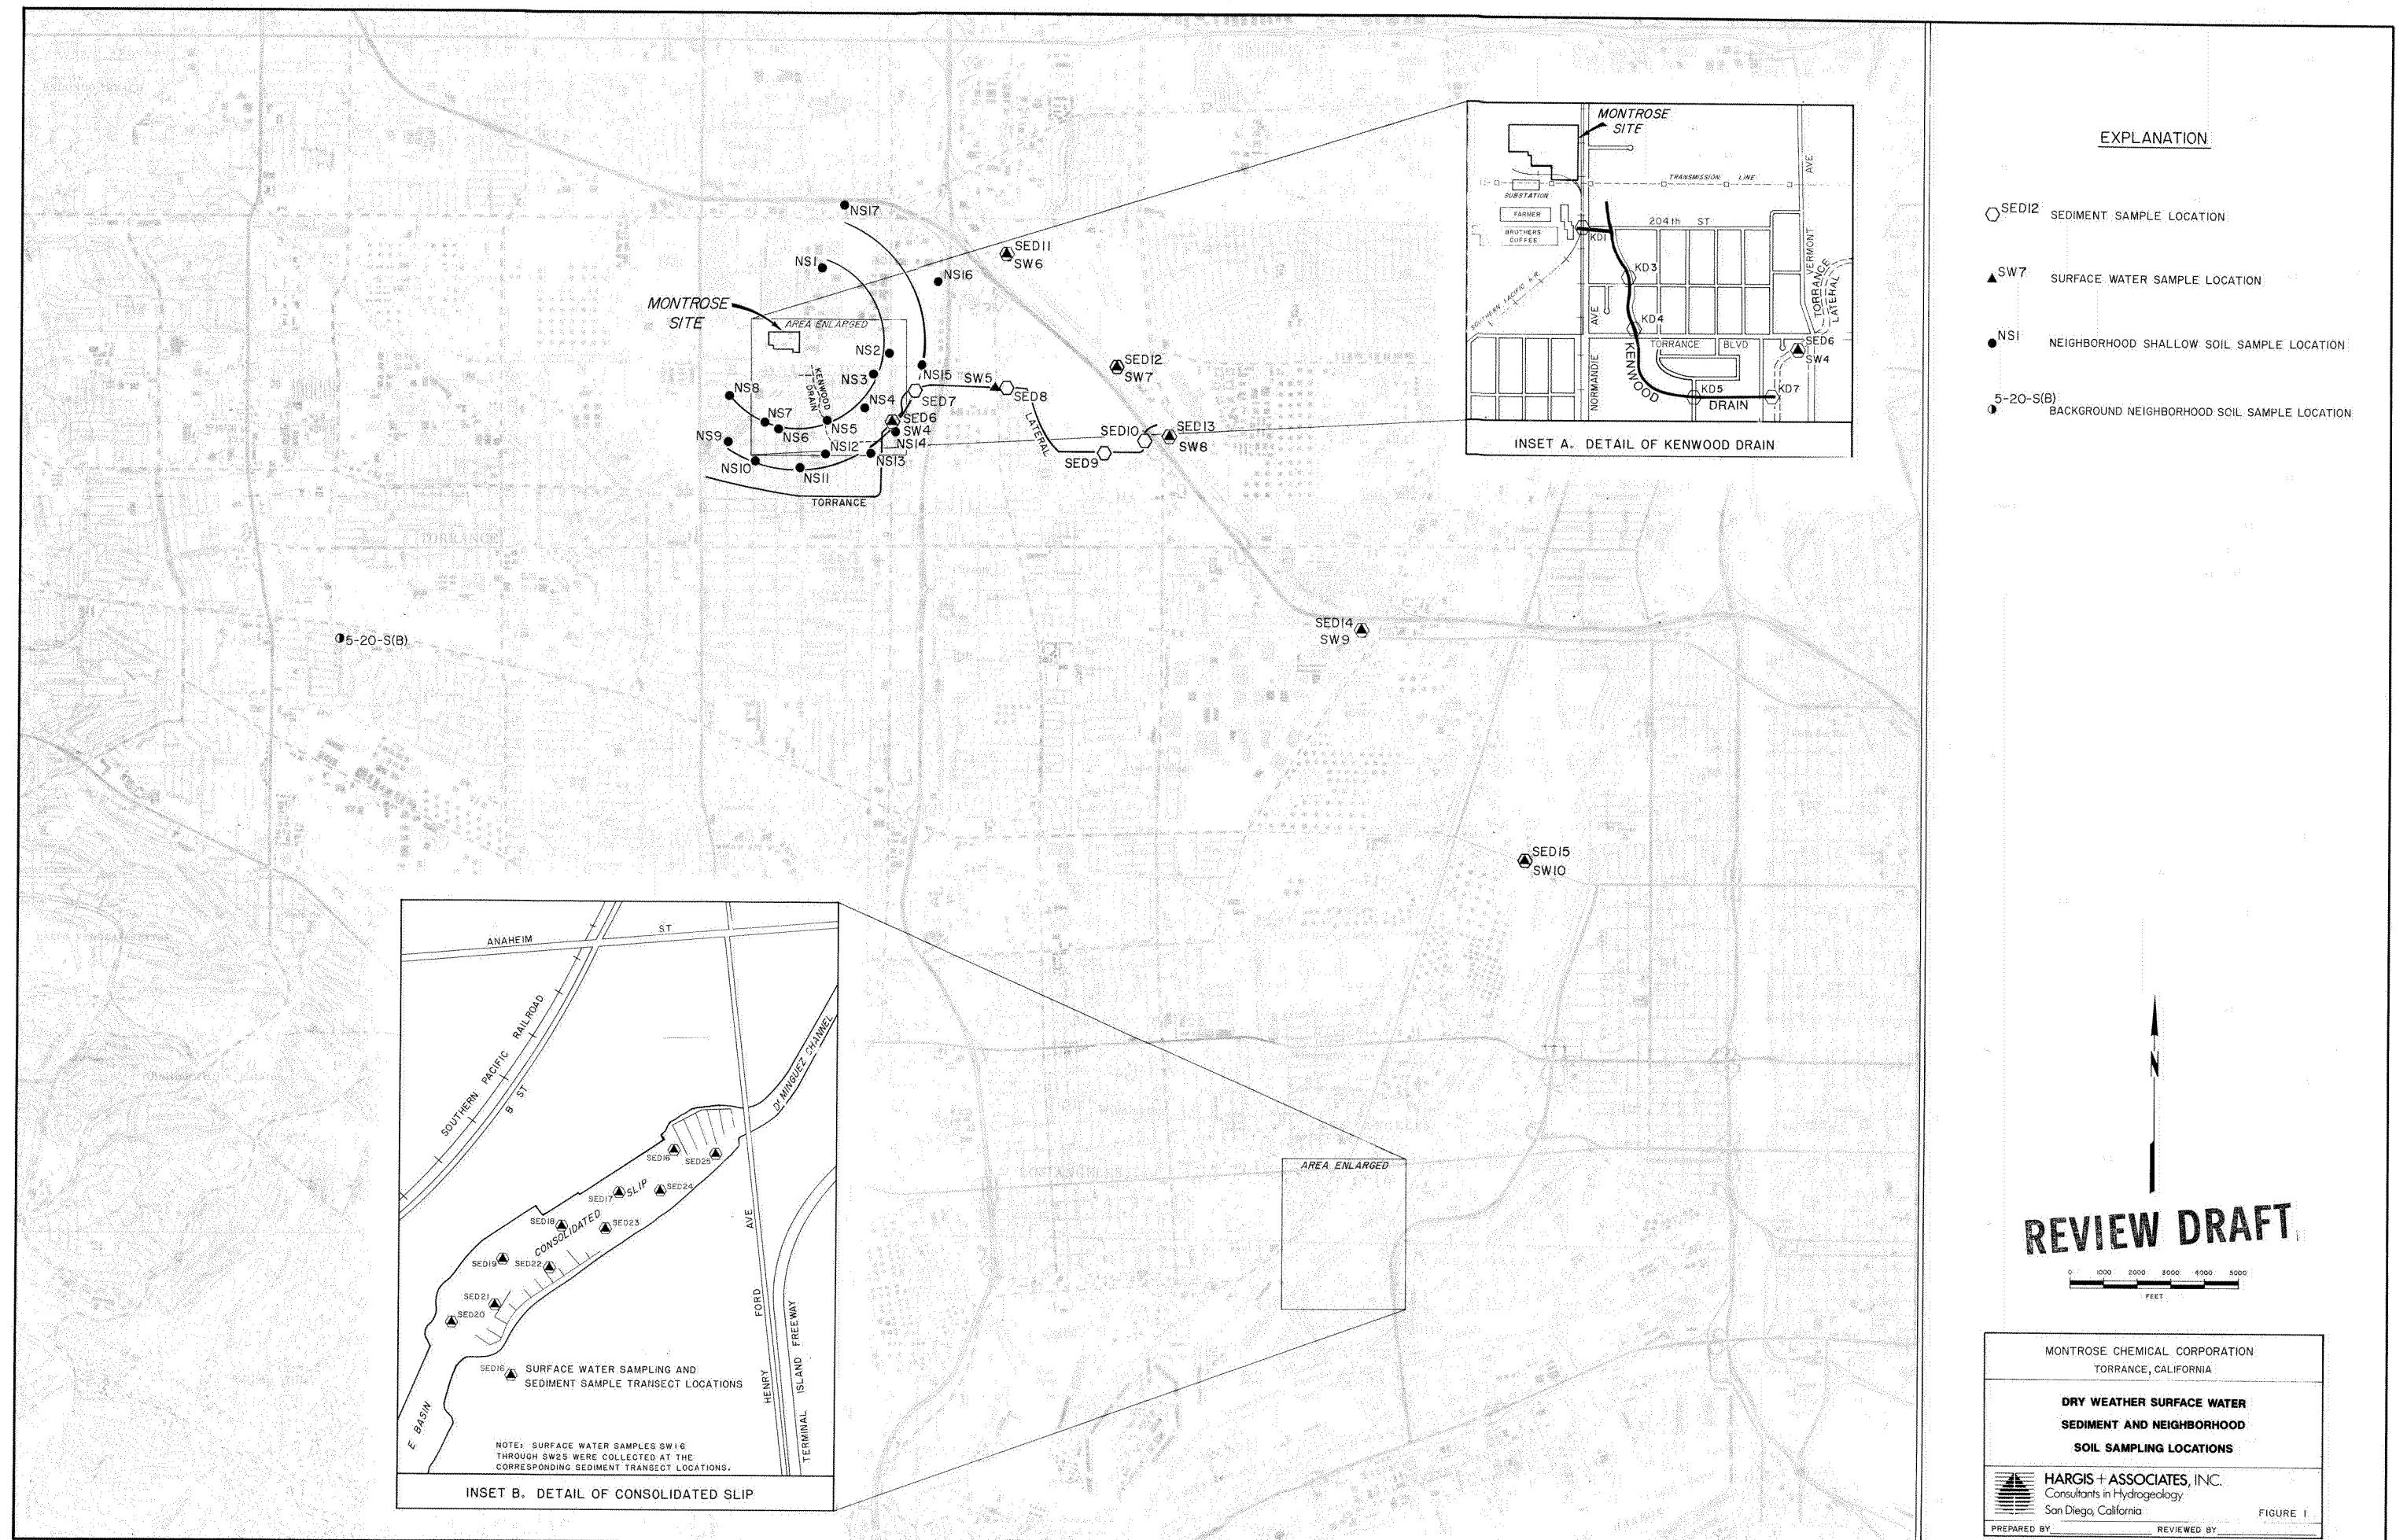 NS17
SED11
SW6
NS1
NS16
MONTROSE
SITE
AREA ENLARGED
NS2
SED12
SW7
NS3
NS15
SW5
SED8
NS8
KENWOOD
DRAIN
NS4
SED7
NS7
NS6
NS5
SED6
SW4
NS14
LATERAL
SED10
SED13
SW8
NS9
NS12
NS13
SED9
NS10
NS11
TORRANCE
TORRANCE
5-20-S(B)
SED14
SW9
SED15
SW10
AREA ENLARGED
MONTROSE
SITE
TRANSMISSION LINE
AVE
SUBSTATION
FARMER
BROTHERS
COFFEE
204th ST
KD1
KD3
VERMONT
TORRANCE
LATERAL
SOUTHERN PACIFIC R.R.
AVE
KD4
TORRANCE BLVD
SED6
SW4
NORMANDIE
KENWOOD
DRAIN
KD5
KD7
INSET A. DETAIL OF KENWOOD DRAIN
ANAHEIM ST
SOUTHERN PACIFIC RAILROAD
B ST
MINGUEZ CHANNEL
SED16
SED25
SED17
SLIP
SED24
SED18
CONSOLIDATED
SED23
SED19
SED22
SED21
SED20
AVE
FORD
HENRY
TERMINAL ISLAND FREEWAY
E BASIN
SED16
SURFACE WATER SAMPLING AND
SEDIMENT SAMPLE TRANSECT LOCATIONS
NOTE: SURFACE WATER SAMPLES SW16
THROUGH SW25 WERE COLLECTED AT THE
CORRESPONDING SEDIMENT TRANSECT LOCATIONS.
INSET B. DETAIL OF CONSOLIDATED SLIP
EXPLANATION
SED12 SEDIMENT SAMPLE LOCATION
SW7 SURFACE WATER SAMPLE LOCATION
NS1 NEIGHBORHOOD SHALLOW SOIL SAMPLE LOCATION
5-20-S(B) BACKGROUND NEIGHBORHOOD SOIL SAMPLE LOCATION
N
REVIEW DRAFT
0 1000 2000 3000 4000 5000
FEET
MONTROSE CHEMICAL CORPORATION
TORRANCE, CALIFORNIA
DRY WEATHER SURFACE WATER
SEDIMENT AND NEIGHBORHOOD
SOIL SAMPLING LOCATIONS
HARGIS + ASSOCIATES, INC.
Consultants in Hydrogeology
San Diego, California
FIGURE 1
PREPARED BY
REVIEWED BY